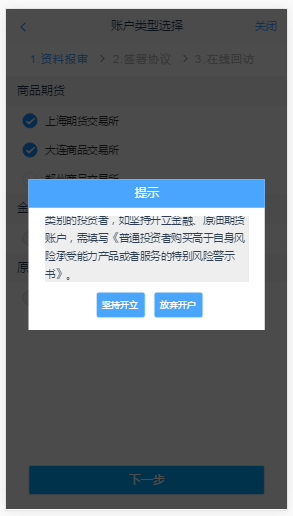 账户类型选择
关闭
1.资料报审 > 2.签署协议 > 3.在线回访
商品期货
上海期货交易所
大连商品交易所
郑州商品交易所
提示
金
类别的投资者，如坚持开立金融、原油期货
账户，需填写《普通投资者购买高于自身风
险承受能力产品或者服务的特别风险警示
书》。
原
坚持开立
放弃开户
下一步